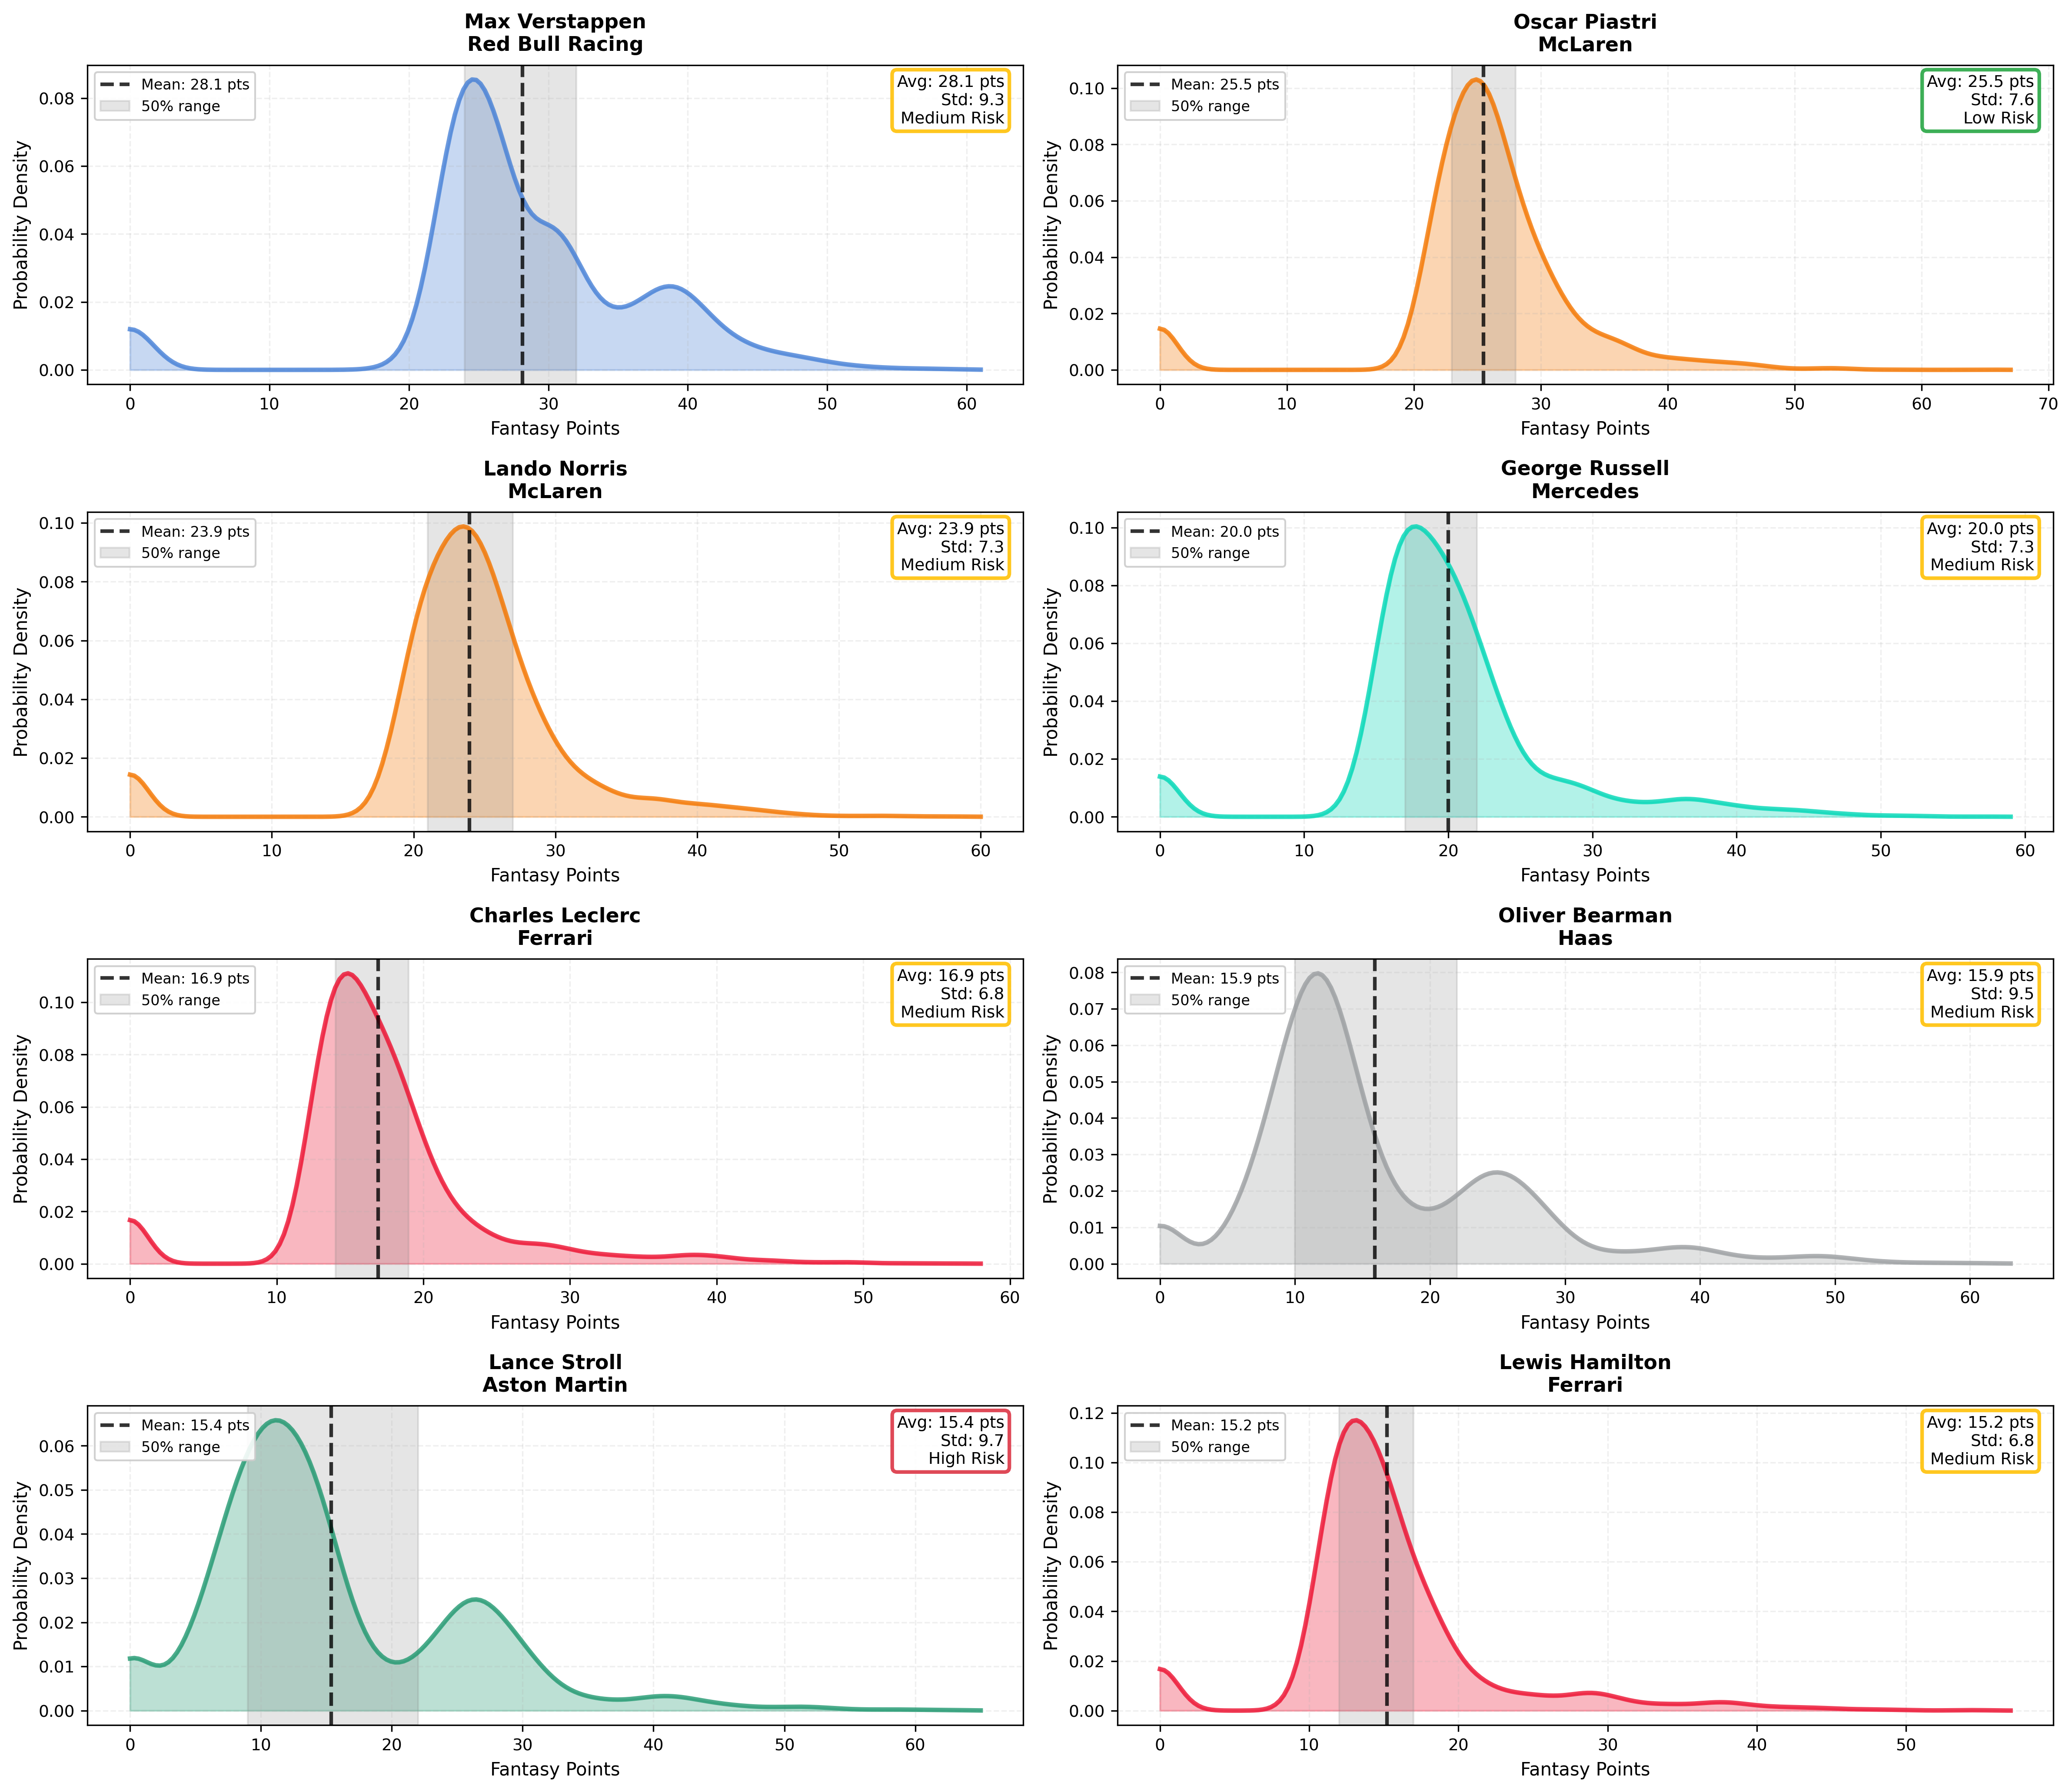 Max Verstappen
Red Bull Racing
Mean: 28.1 pts
50% range
Avg: 28.1 pts
Std: 9.3
Medium Risk
Probability Density
0.08
0.06
0.04
0.02
0.00
0 10 20 30 40 50 60
Fantasy Points
Oscar Piastri
McLaren
Mean: 25.5 pts
50% range
Avg: 25.5 pts
Std: 7.6
Low Risk
Probability Density
0.10
0.08
0.06
0.04
0.02
0.00
0 10 20 30 40 50 60 70
Fantasy Points
Lando Norris
McLaren
Mean: 23.9 pts
50% range
Avg: 23.9 pts
Std: 7.3
Medium Risk
Probability Density
0.10
0.08
0.06
0.04
0.02
0.00
0 10 20 30 40 50 60
Fantasy Points
George Russell
Mercedes
Mean: 20.0 pts
50% range
Avg: 20.0 pts
Std: 7.3
Medium Risk
Probability Density
0.10
0.08
0.06
0.04
0.02
0.00
0 10 20 30 40 50 60
Fantasy Points
Charles Leclerc
Ferrari
Mean: 16.9 pts
50% range
Avg: 16.9 pts
Std: 6.8
Medium Risk
Probability Density
0.10
0.08
0.06
0.04
0.02
0.00
0 10 20 30 40 50 60
Fantasy Points
Oliver Bearman
Haas
Mean: 15.9 pts
50% range
Avg: 15.9 pts
Std: 9.5
Medium Risk
Probability Density
0.08
0.07
0.06
0.05
0.04
0.03
0.02
0.01
0.00
0 10 20 30 40 50 60
Fantasy Points
Lance Stroll
Aston Martin
Mean: 15.4 pts
50% range
Avg: 15.4 pts
Std: 9.7
High Risk
Probability Density
0.06
0.05
0.04
0.03
0.02
0.01
0.00
0 10 20 30 40 50 60
Fantasy Points
Lewis Hamilton
Ferrari
Mean: 15.2 pts
50% range
Avg: 15.2 pts
Std: 6.8
Medium Risk
Probability Density
0.12
0.10
0.08
0.06
0.04
0.02
0.00
0 10 20 30 40 50
Fantasy Points